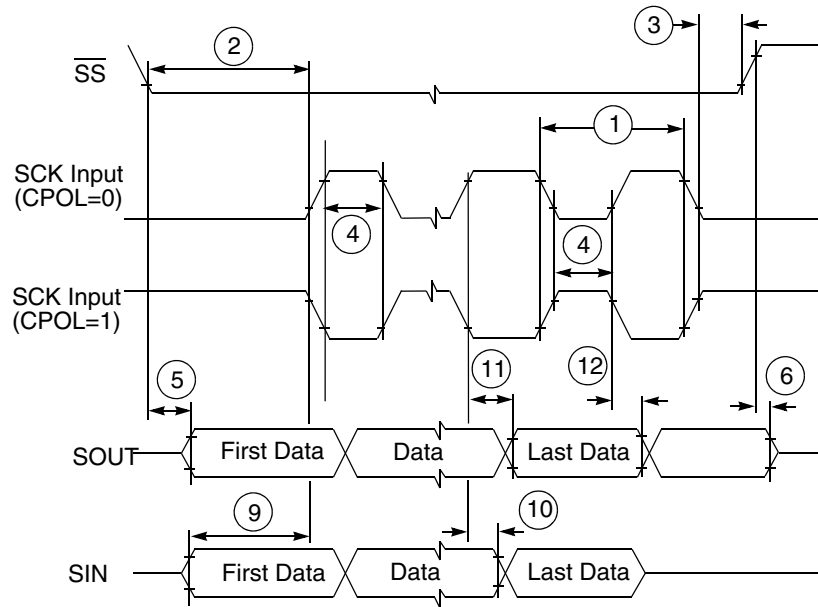 3
2
SS
1
SCK Input
(CPOL=0)
4
4
SCK Input
(CPOL=1)
5
11
12
6
SOUT
First Data
Data
Last Data
9
10
SIN
First Data
Data
Last Data